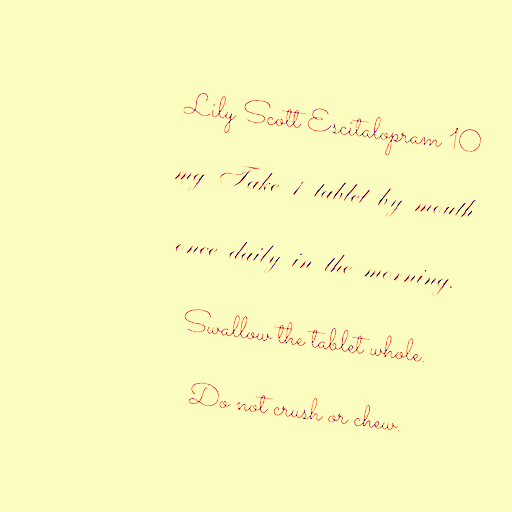 Lily Scott Escitalopram 10
mg Take 1 tablet by mouth
once daily in the morning.
Swallow the tablet whole.
Do not crush or chew.